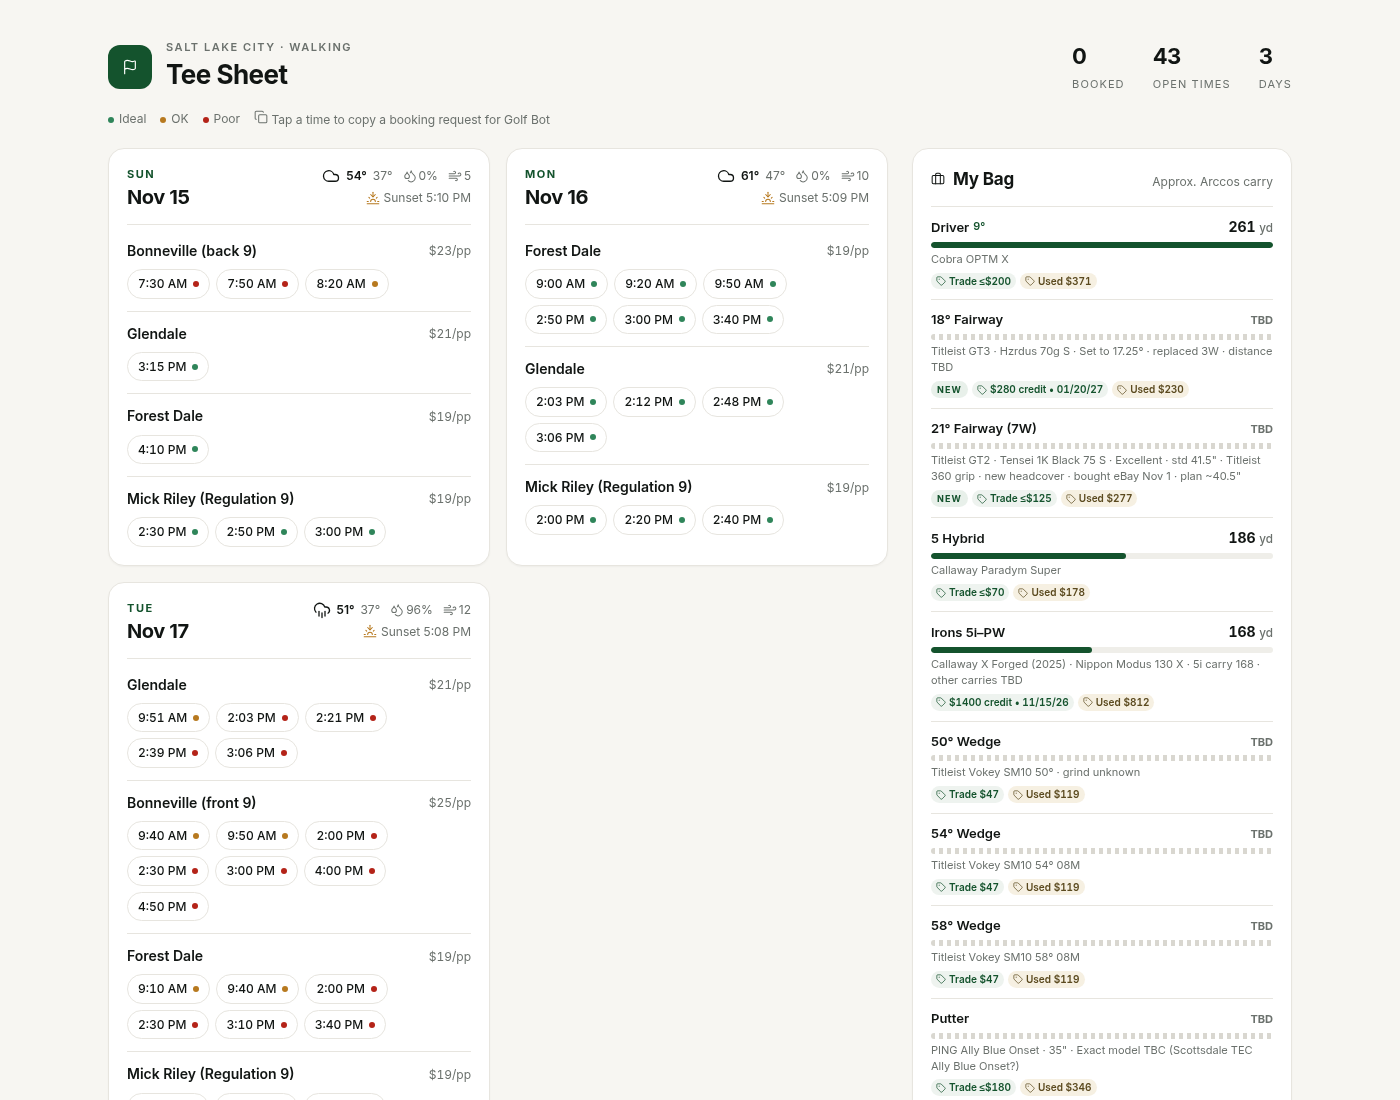 SALT LAKE CITY · WALKING
Tee Sheet
0
BOOKED
43
OPEN TIMES
3
DAYS
Ideal
OK
Poor
Tap a time to copy a booking request for Golf Bot
SUN
Nov 15
54° 37° 0% 5
Sunset 5:10 PM
Bonneville (back 9) $23/pp
7:30 AM 7:50 AM 8:20 AM
Glendale $21/pp
3:15 PM
Forest Dale $19/pp
4:10 PM
Mick Riley (Regulation 9) $19/pp
2:30 PM 2:50 PM 3:00 PM
MON
Nov 16
61° 47° 0% 10
Sunset 5:09 PM
Forest Dale $19/pp
9:00 AM 9:20 AM 9:50 AM
2:50 PM 3:00 PM 3:40 PM
Glendale $21/pp
2:03 PM 2:12 PM 2:48 PM
3:06 PM
Mick Riley (Regulation 9) $19/pp
2:00 PM 2:20 PM 2:40 PM
TUE
Nov 17
51° 37° 96% 12
Sunset 5:08 PM
Glendale $21/pp
9:51 AM 2:03 PM 2:21 PM
2:39 PM 3:06 PM
Bonneville (front 9) $25/pp
9:40 AM 9:50 AM 2:00 PM
2:30 PM 3:00 PM 4:00 PM
4:50 PM
Forest Dale $19/pp
9:10 AM 9:40 AM 2:00 PM
2:30 PM 3:10 PM 3:40 PM
Mick Riley (Regulation 9) $19/pp
My Bag Approx. Arccos carry
Driver 9° 261 yd
Cobra OPTM X
Trade ≤$200 Used $371
18° Fairway TBD
Titleist GT3 · Hzrdus 70g S · Set to 17.25° · replaced 3W · distance
TBD
NEW $280 credit • 01/20/27 Used $230
21° Fairway (7W) TBD
Titleist GT2 · Tensei 1K Black 75 S · Excellent · std 41.5" · Titleist
360 grip · new headcover · bought eBay Nov 1 · plan ~40.5"
NEW Trade ≤$125 Used $277
5 Hybrid 186 yd
Callaway Paradym Super
Trade ≤$70 Used $178
Irons 5i–PW 168 yd
Callaway X Forged (2025) · Nippon Modus 130 X · 5i carry 168 ·
other carries TBD
$1400 credit • 11/15/26 Used $812
50° Wedge TBD
Titleist Vokey SM10 50° · grind unknown
Trade $47 Used $119
54° Wedge TBD
Titleist Vokey SM10 54° 08M
Trade $47 Used $119
58° Wedge TBD
Titleist Vokey SM10 58° 08M
Trade $47 Used $119
Putter TBD
PING Ally Blue Onset · 35" · Exact model TBC (Scottsdale TEC
Ally Blue Onset?)
Trade ≤$180 Used $346